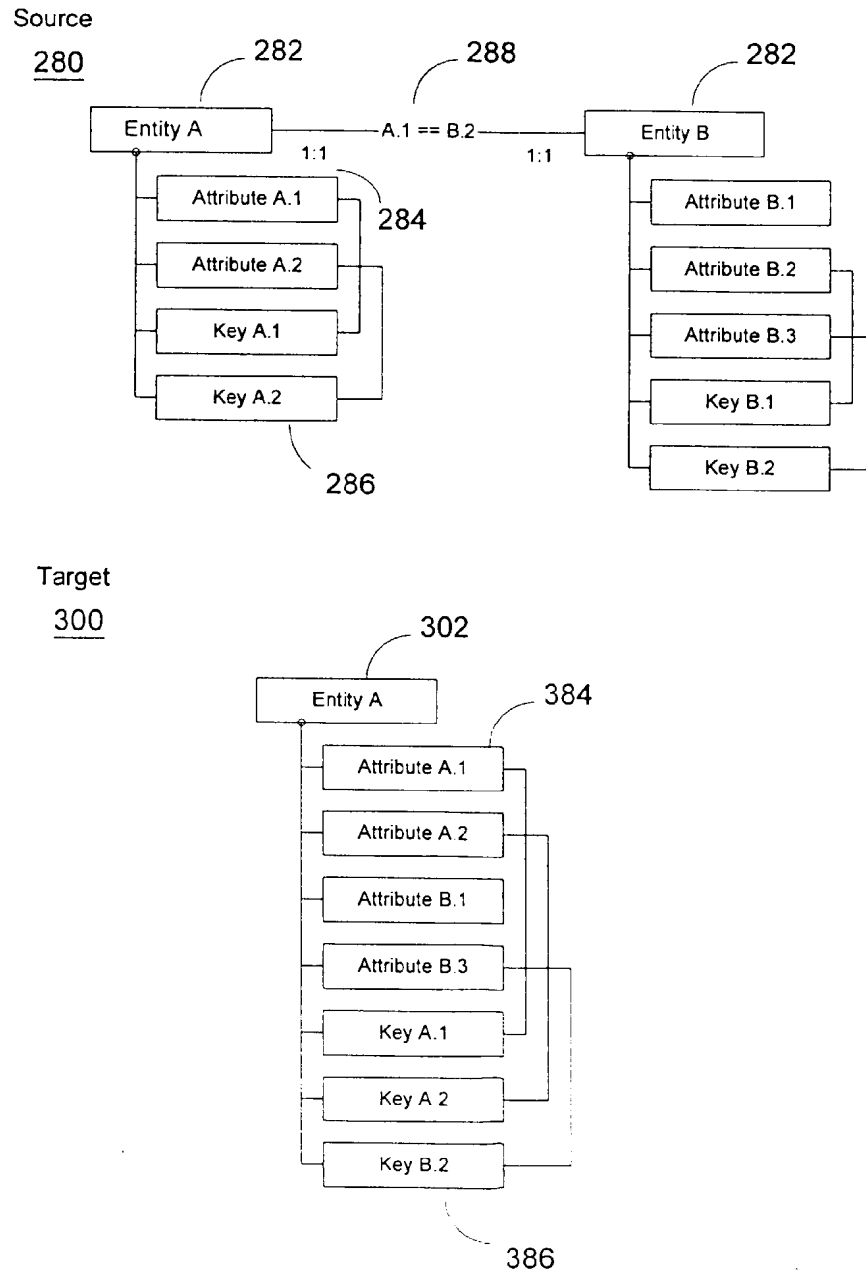 Source
280
282
288
282
Entity A
A.1 == B.2
Entity B
1:1
1:1
284
Attribute A.1
Attribute A.2
Key A.1
Key A.2
286
Attribute B.1
Attribute B.2
Attribute B.3
Key B.1
Key B.2
Target
300
302
Entity A
384
Attribute A.1
Attribute A.2
Attribute B.1
Attribute B.3
Key A.1
Key A.2
Key B.2
386